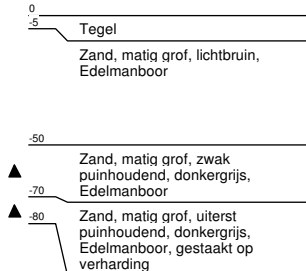 0
-5
Tegel
Zand, matig grof, lichtbruin,
Edelmanboor
-50
Zand, matig grof, zwak
puinhoudend, donkergrijs,
Edelmanboor
-70
-80
Zand, matig grof, uiterst
puinhoudend, donkergrijs,
Edelmanboor, gestaakt op
verharding